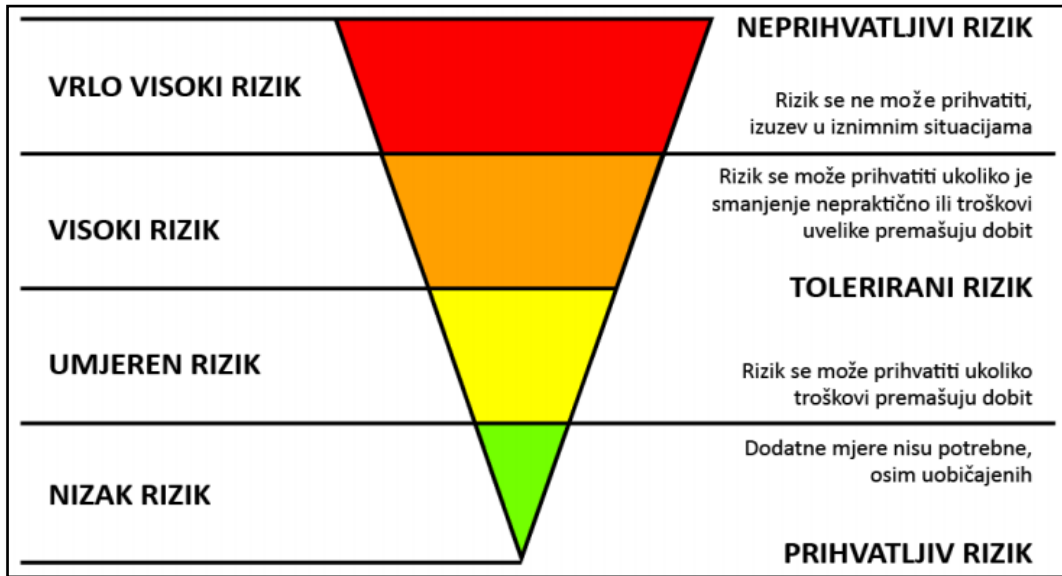 NEPRIHVATLJIVI RIZIK
VRLO VISOKI RIZIK
Rizik se ne može prihvatiti,
izuzev u iznimnim situacijama
Rizik se može prihvatiti ukoliko je
smanjenje nepraktično ili troškovi
uvelike premašuju dobit
VISOKI RIZIK
TOLERIRANI RIZIK
UMJEREN RIZIK
Rizik se može prihvatiti ukoliko
troškovi premašuju dobit
Dodatne mjere nisu potrebne,
osim uobičajenih
NIZAK RIZIK
PRIHVATLJIV RIZIK